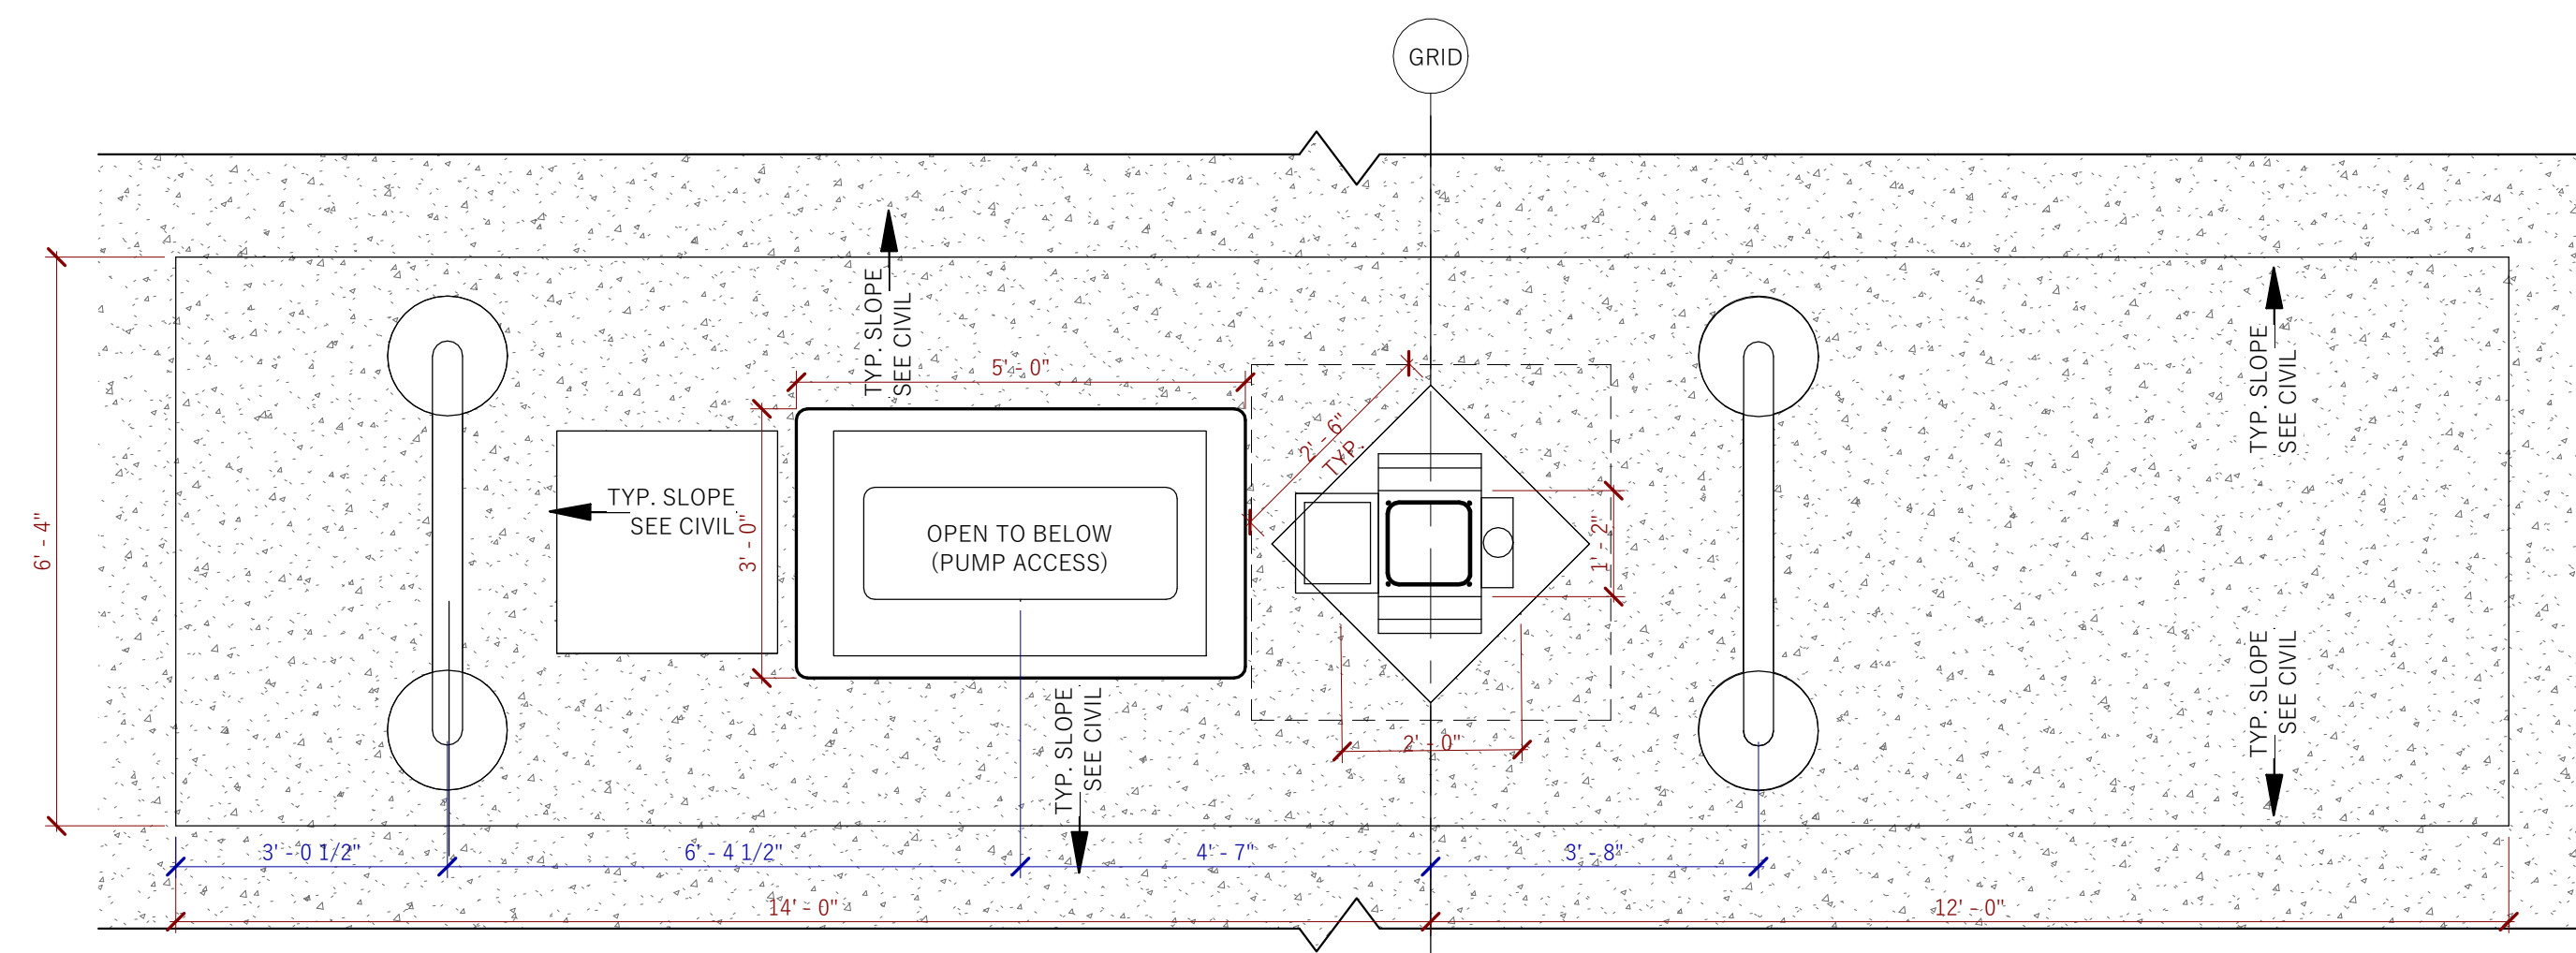 GRID
TYP. SLOPE
SEE CIVIL
5' - 0"
2' - 6"
TYP.
TYP. SLOPE
SEE CIVIL
TYP. SLOPE
SEE CIVIL
3' - 0"
OPEN TO BELOW
(PUMP ACCESS)
1' - 2"
6' - 4"
TYP. SLOPE
SEE CIVIL
TYP. SLOPE
SEE CIVIL
2' - 0"
3' - 0 1/2"
6' - 4 1/2"
4' - 7"
3' - 8"
14' - 0"
12' - 0"